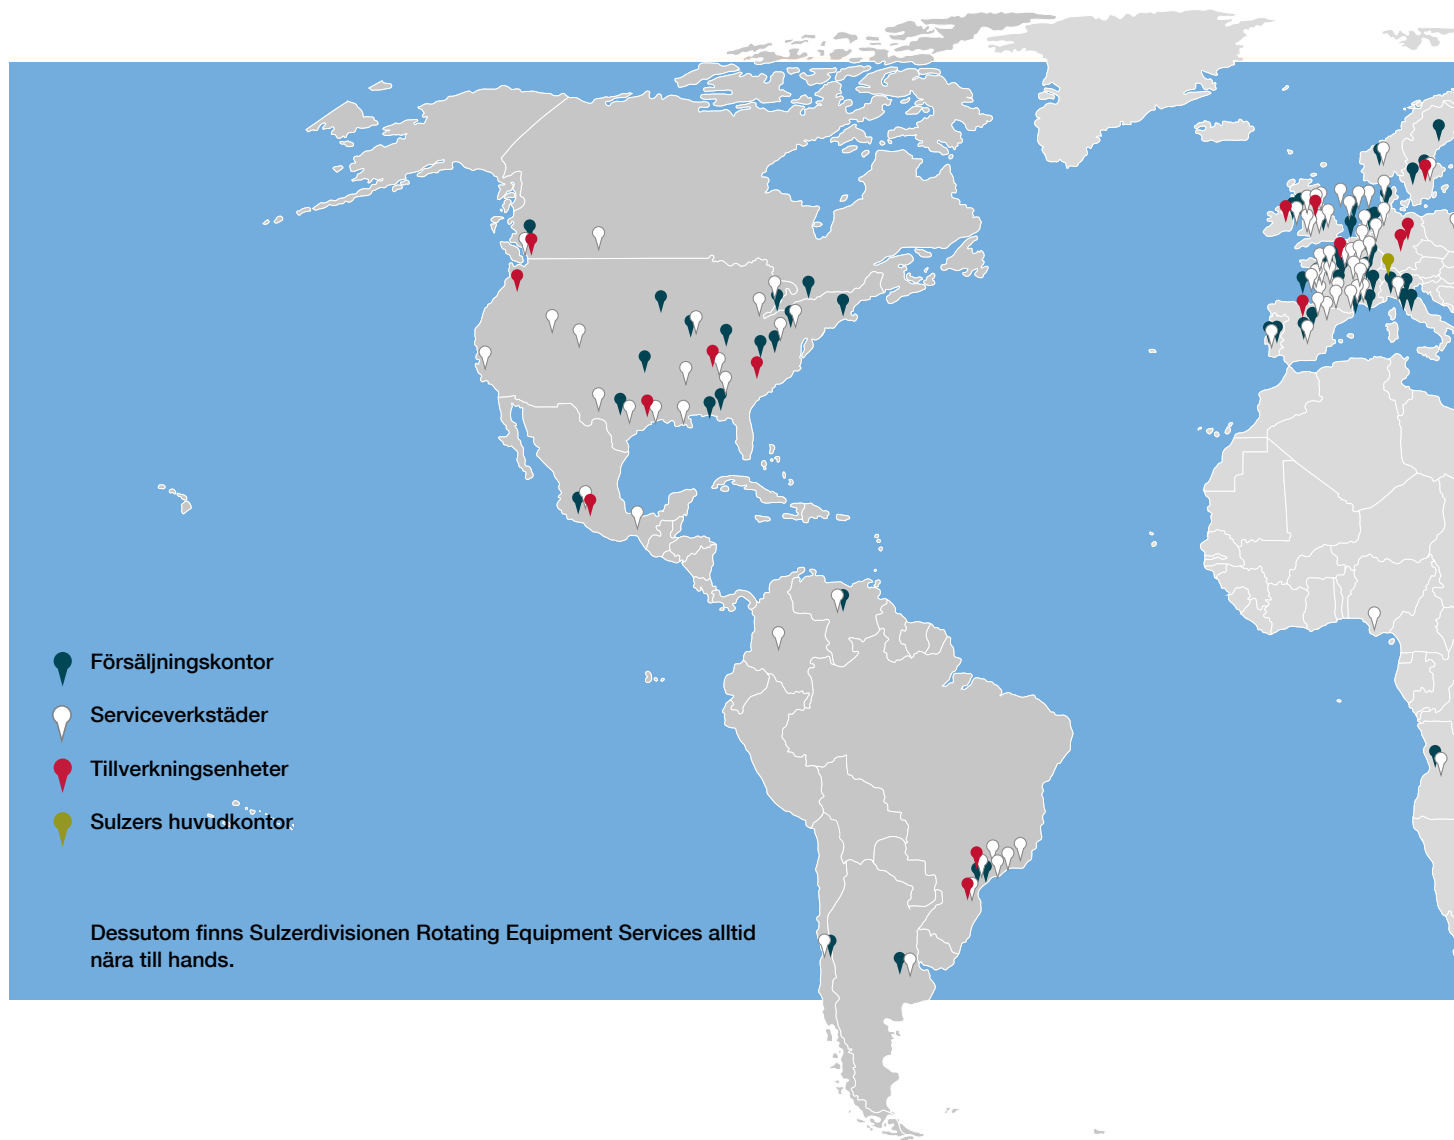 Försäljningskontor
Serviceverkstäder
Tillverkningsenheter
Sulzers huvudkontor
Dessutom finns Sulzerdivisionen Rotating Equipment Services alltid
nära till hands.